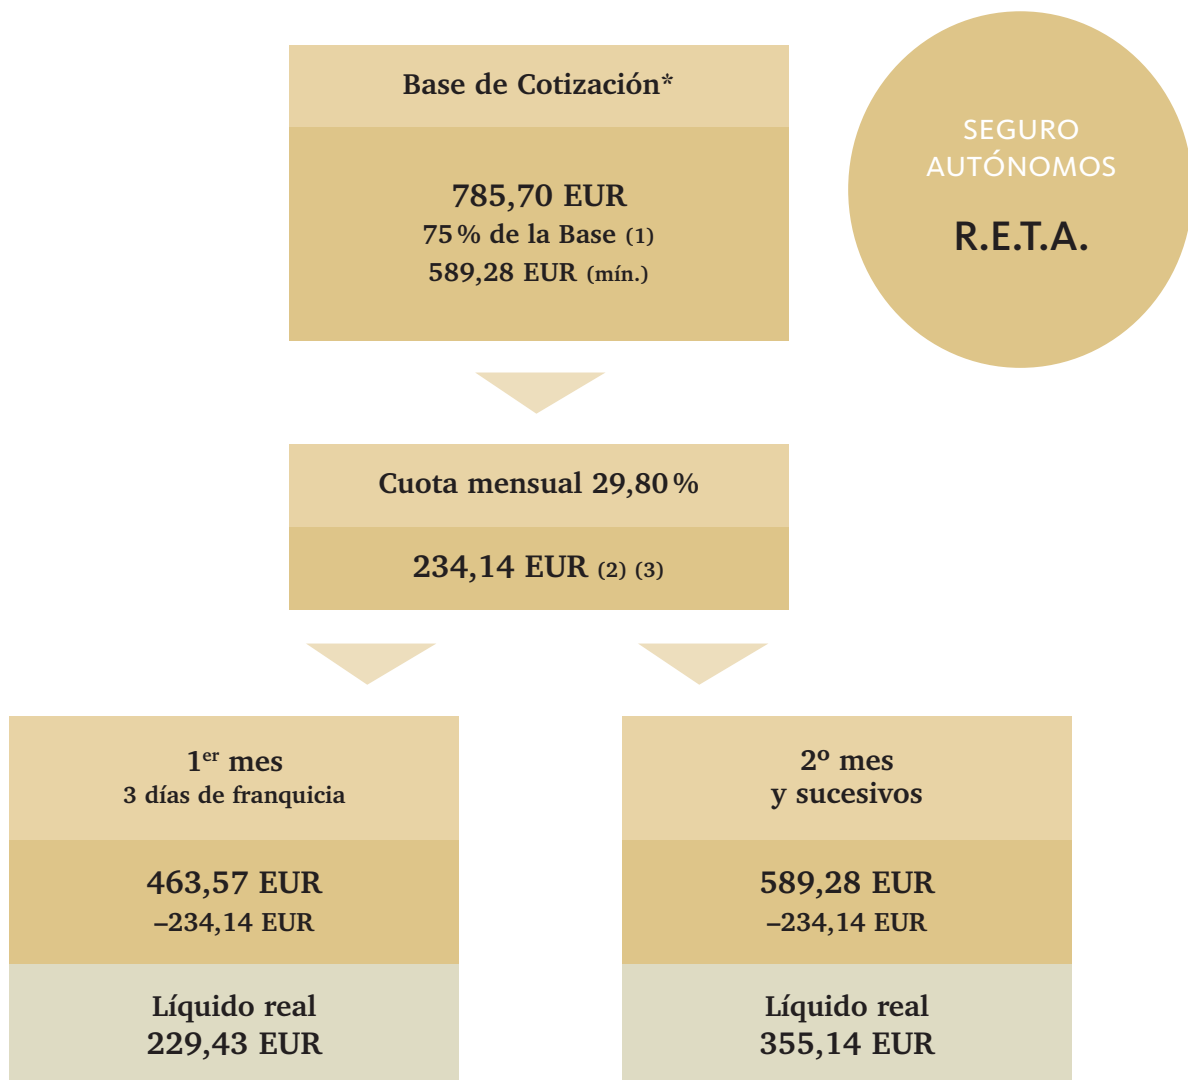 Base de Cotización*
785,70 EUR
75 % de la Base (1)
589,28 EUR (mín.)
SEGURO
AUTÓNOMOS
R.E.T.A.
Cuota mensual 29,80 %
234,14 EUR (2) (3)
1er mes
3 días de franquicia
463,57 EUR
–234,14 EUR
Líquido real
229,43 EUR
2º mes
y sucesivos
589,28 EUR
–234,14 EUR
Líquido real
355,14 EUR